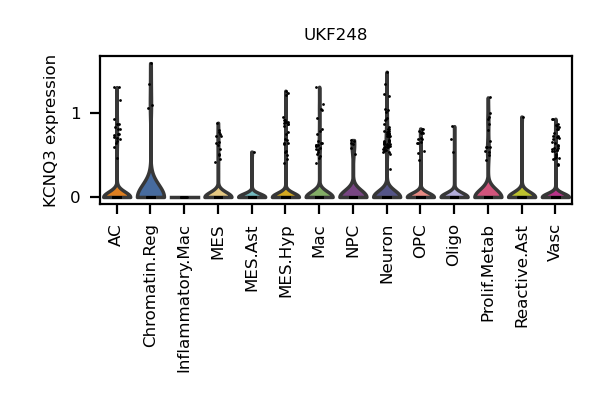 UKF248
KCNQ3 expression
1
0
AC
Chromatin.Reg
Inflammatory.Mac
MES
MES.Ast
MES.Hyp
Mac
NPC
Neuron
OPC
Oligo
Prolif.Metab
Reactive.Ast
Vasc